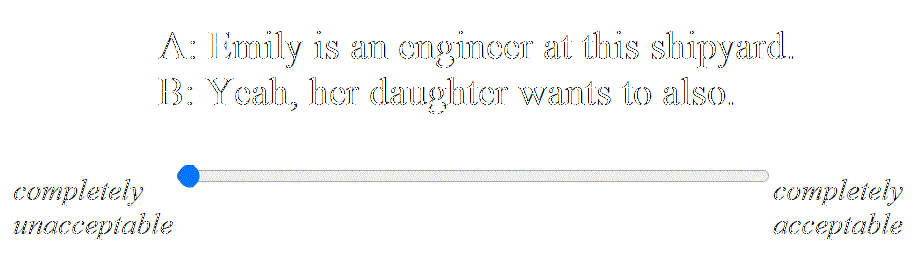 A: Emily is an engineer at this shipyard.
B: Yeah, her daughter wants to also.
completely
unacceptable
completely
acceptable